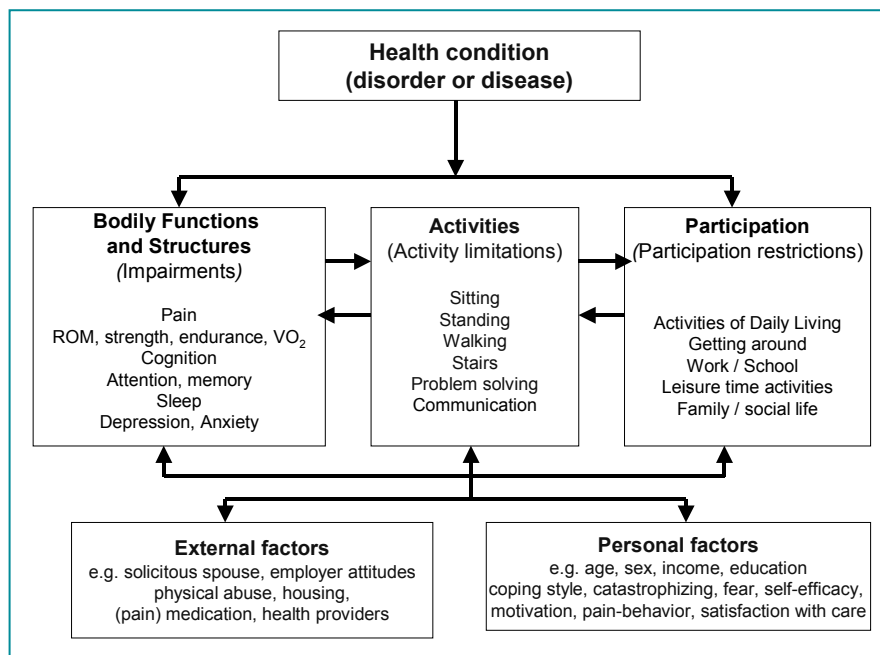 Health condition
(disorder or disease)
Bodily Functions
and Structures
(Impairments)
Pain
ROM, strength, endurance, VO₂
Cognition
Attention, memory
Sleep
Depression, Anxiety
Activities
(Activity limitations)
Sitting
Standing
Walking
Stairs
Problem solving
Communication
Participation
(Participation restrictions)
Activities of Daily Living
Getting around
Work / School
Leisure time activities
Family / social life
External factors
e.g. solicitous spouse, employer attitudes
physical abuse, housing,
(pain) medication, health providers
Personal factors
e.g. age, sex, income, education
coping style, catastrophizing, fear, self-efficacy,
motivation, pain-behavior, satisfaction with care